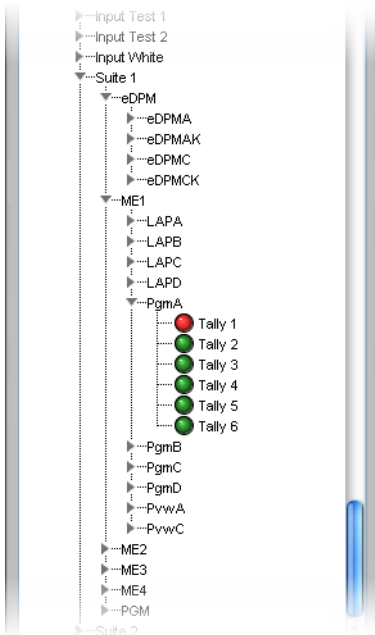 Input Test 1
Input Test 2
Input White
Suite 1
eDPM
eDPMA
eDPMAK
eDPMC
eDPMCK
ME1
LAPA
LAPB
LAPC
LAPD
PgmA
Tally 1
Tally 2
Tally 3
Tally 4
Tally 5
Tally 6
PgmB
PgmC
PgmD
PvwA
PvwC
ME2
ME3
ME4
PGM
Suite 2